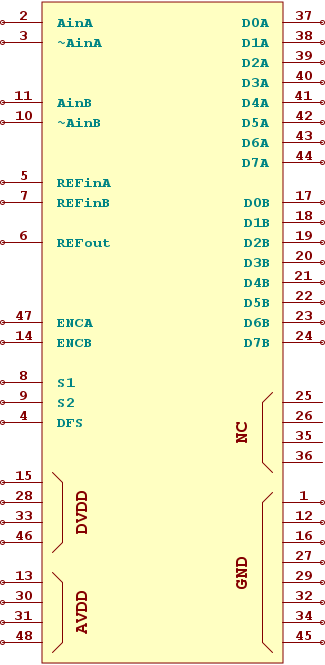 2 AinA D0A 37
3 ~AinA D1A 38
D2A 39
D3A 40
11 AinB D4A 41
10 ~AinB D5A 42
D6A 43
D7A 44
5 REFinA
7 REFinB D0B 17
D1B 18
6 REFout D2B 19
D3B 20
D4B 21
D5B 22
47 ENCA D6B 23
14 ENCB D7B 24
8 S1
9 S2 25
4 DFS 26
NC
35
36
15
28 1
DVDD
33 12
46 16
27
13 GND 29
30 32
AVDD
31 34
48 45